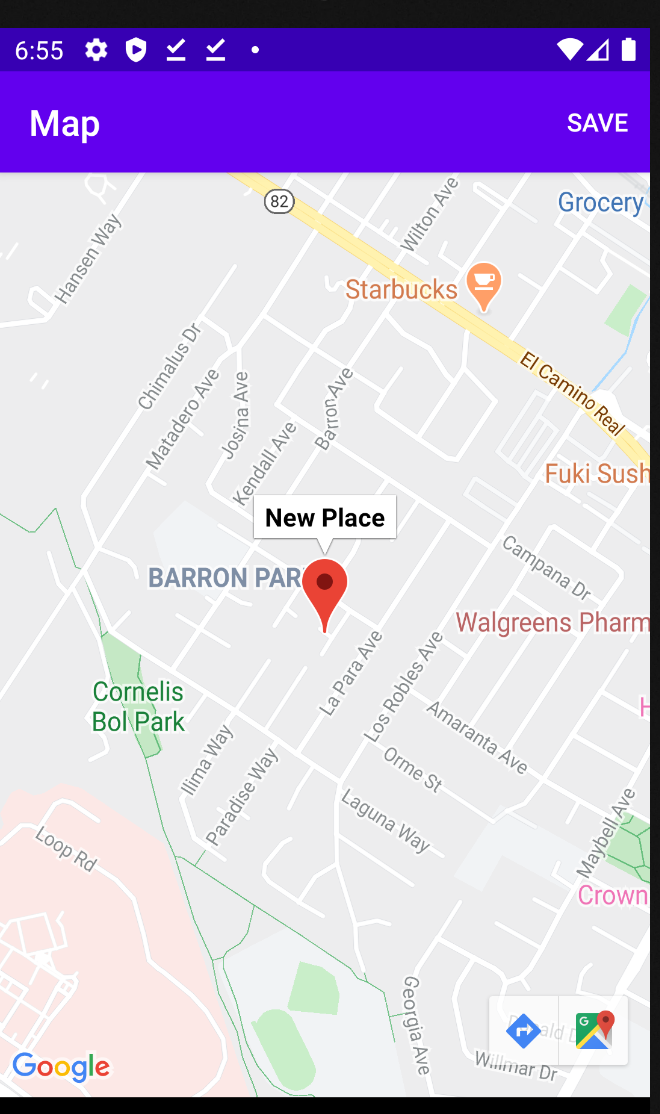 6:55
Map
SAVE
82
Wilton Ave
Grocery
Hansen Way
Starbucks
Chimalus Dr
Matadero Ave
Josina Ave
Barron Ave
El Camino Real
Kendall Ave
Fuki Sush
New Place
Campana Dr
BARRON PAR
Walgreens Pharm
La Para Ave
Los Robles Ave
Cornelis
Bol Park
H
Amaranta Ave
Ilima Way
Paradise Way
Orme St
Laguna Way
Maybell Ave
Loop Rd
Crown
Georgia Ave
G
Willmar Dr
Google